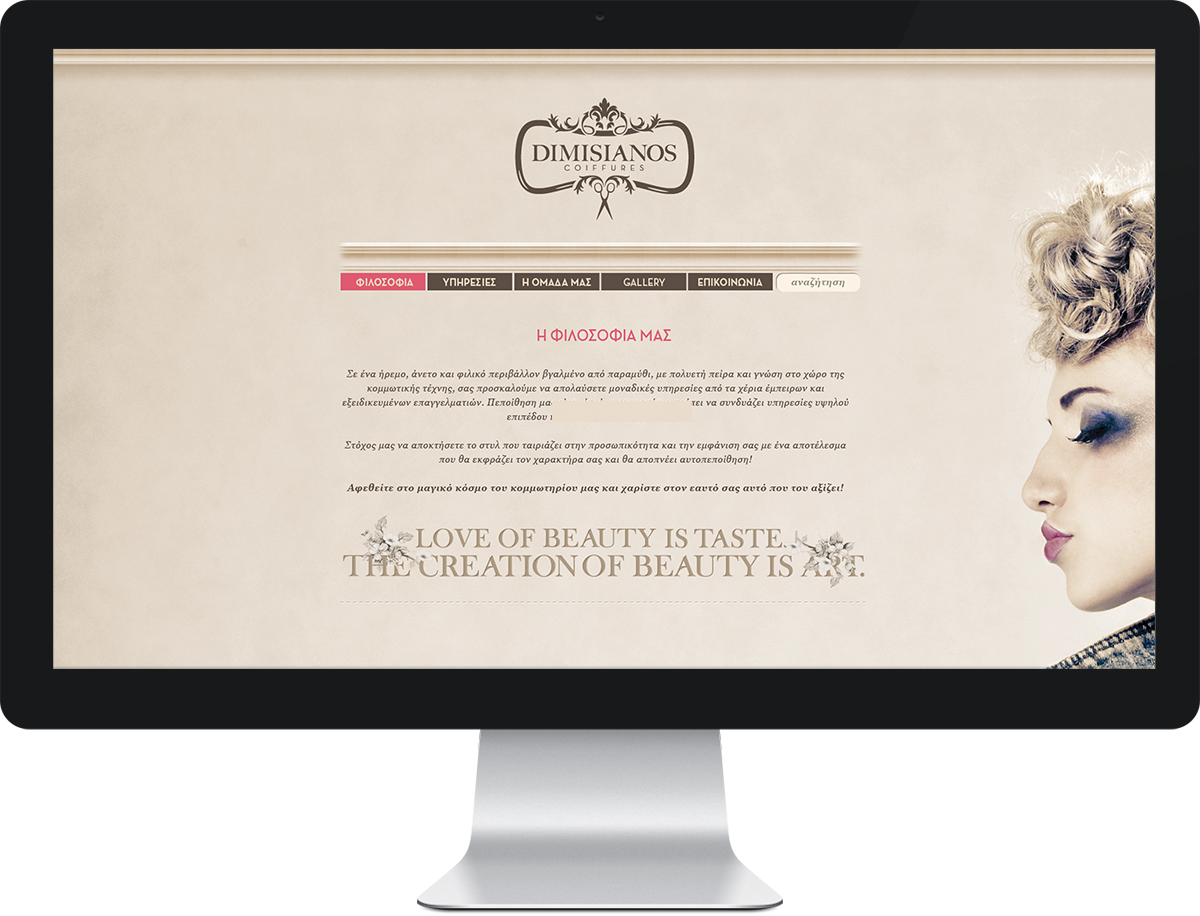 DIMISIANOS
COIFFURES
ΦΙΛΟΣΟΦΙΑ ΥΠΗΡΕΣΙΕΣ Η ΟΜΑΔΑ ΜΑΣ GALLERY ΕΠΙΚΟΙΝΩΝΙΑ αναζήτηση
Η ΦΙΛΟΣΟΦΙΑ ΜΑΣ
Σε ένα ήρεμο, άνετο και φιλικό περιβάλλον βγαλμένο από παραμύθι, με πολυετή πείρα και γνώση στο χώρο της
κομμωτικής τέχνης, σας προσκαλούμε να απολαύσετε μοναδικές υπηρεσίες από τα χέρια έμπειρων και
εξειδικευμένων επαγγελματιών. Πεποίθηση να συνδυάζει υπηρεσίες υψηλού
επιπέδου
Στόχος μας να αποκτήσετε το στυλ που ταιριάζει στην προσωπικότητα και την εμφάνιση σας με ένα αποτέλεσμα
που θα εκφράζει τον χαρακτήρα σας και θα αποπνέει αυτοπεποίθηση!
Αφεθείτε στο μαγικό κόσμο του κομμωτηρίου μας και χαρίστε στον εαυτό σας αυτό που του αξίζει!
LOVE OF BEAUTY IS TASTE.
THE CREATION OF BEAUTY IS ART.